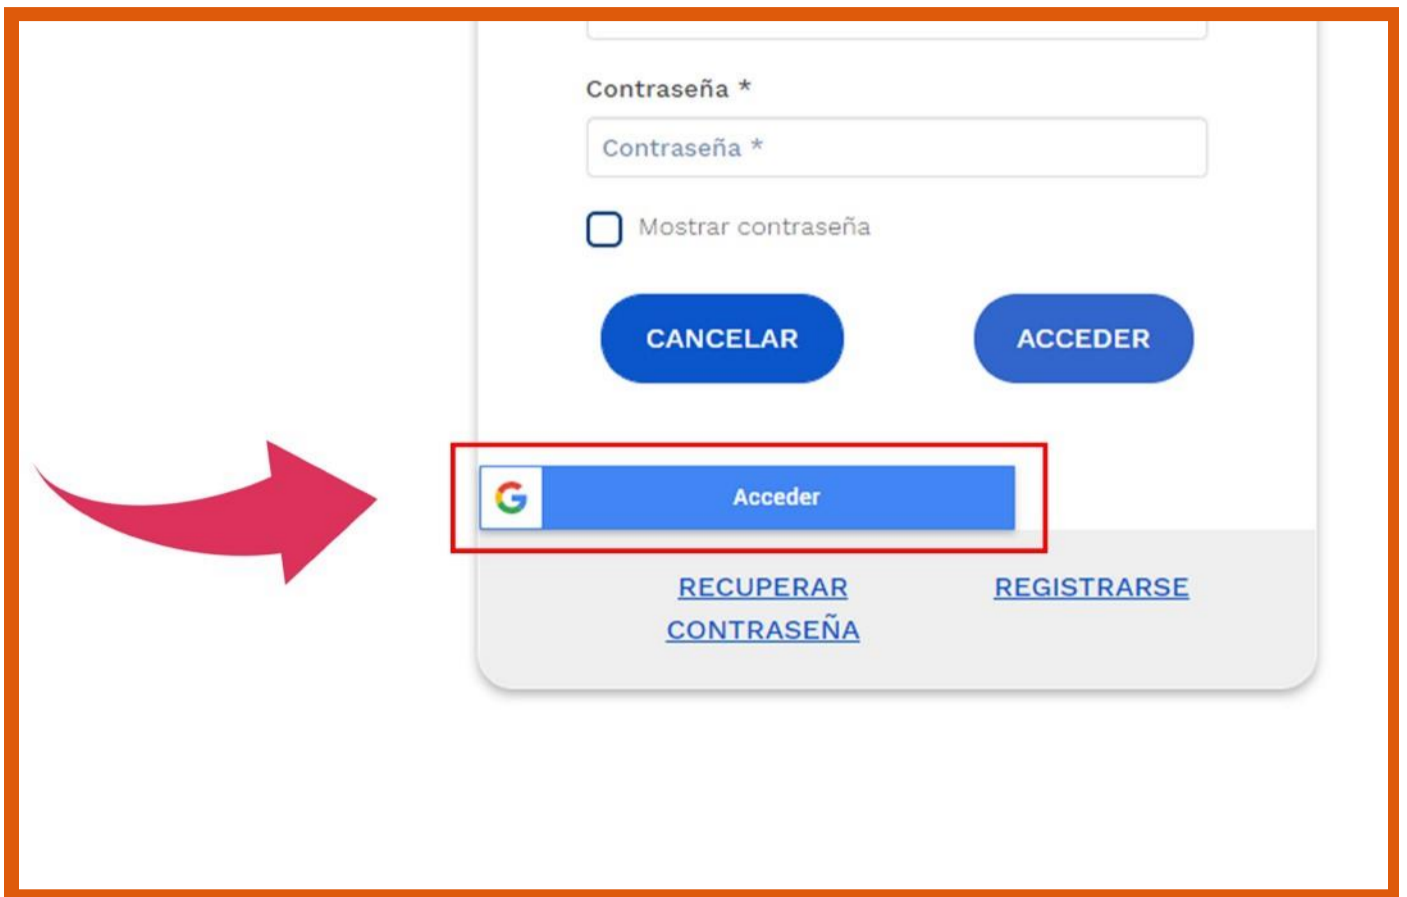 Contraseña *
Contraseña *
Mostrar contraseña
CANCELAR
ACCEDER
G
Acceder
RECUPERAR
CONTRASEÑA
REGISTRARSE